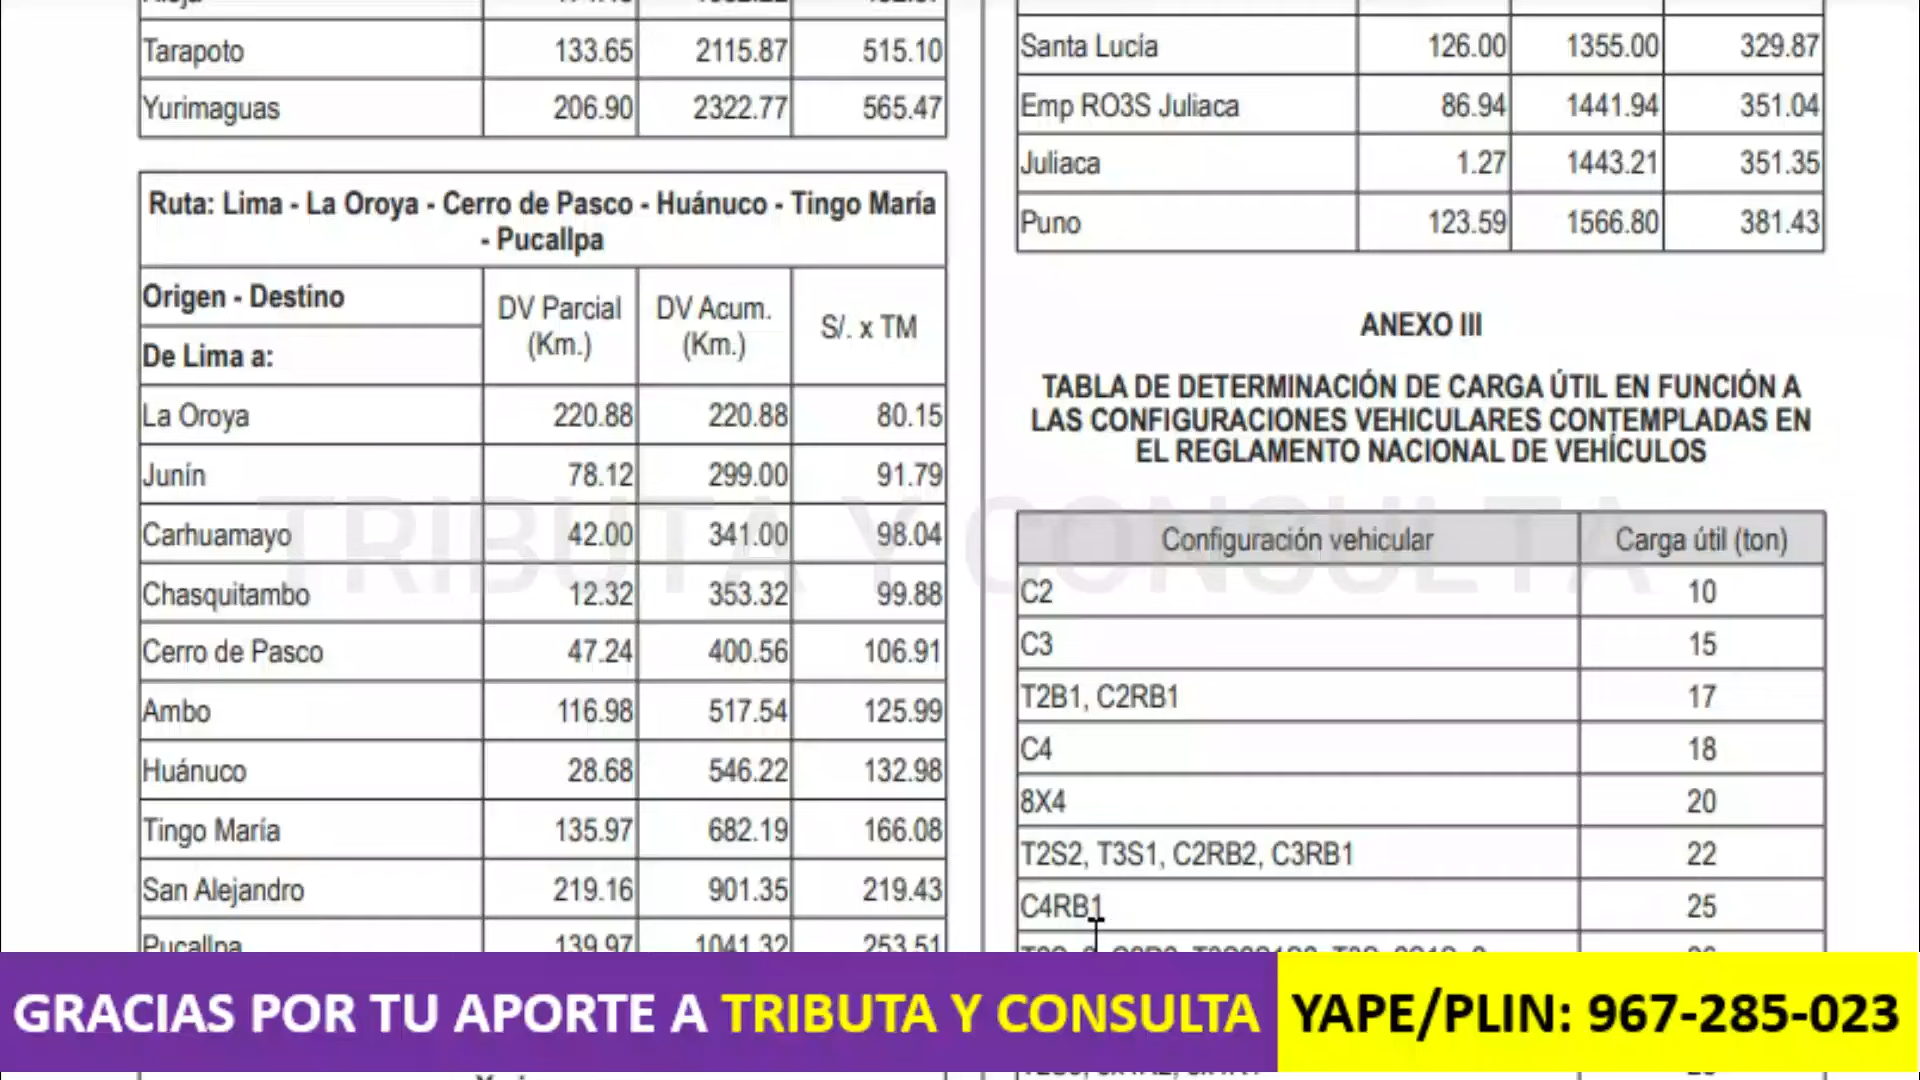 Tarapoto 133.65 2115.87 515.10
Yurimaguas 206.90 2322.77 565.47
Ruta: Lima - La Oroya - Cerro de Pasco - Huánuco - Tingo María
- Pucallpa
Origen - Destino
De Lima a:
DV Parcial
(Km.)
DV Acum.
(Km.)
S/. x TM
La Oroya 220.88 220.88 80.15
Junín 78.12 299.00 91.79
Carhuamayo 42.00 341.00 98.04
Chasquitambo 12.32 353.32 99.88
Cerro de Pasco 47.24 400.56 106.91
Ambo 116.98 517.54 125.99
Huánuco 28.68 546.22 132.98
Tingo María 135.97 682.19 166.08
San Alejandro 219.16 901.35 219.43
Pucallpa 139.97 1041.32 253.51
Santa Lucía 126.00 1355.00 329.87
Emp RO3S Juliaca 86.94 1441.94 351.04
Juliaca 1.27 1443.21 351.35
Puno 123.59 1566.80 381.43
ANEXO III
TABLA DE DETERMINACIÓN DE CARGA ÚTIL EN FUNCIÓN A
LAS CONFIGURACIONES VEHICULARES CONTEMPLADAS EN
EL REGLAMENTO NACIONAL DE VEHÍCULOS
Configuración vehicular Carga útil (ton)
C2 10
C3 15
T2B1, C2RB1 17
C4 18
8X4 20
T2S2, T3S1, C2RB2, C3RB1 22
C4RB1 25
TRIBUTA Y CONSULTA
GRACIAS POR TU APORTE A TRIBUTA Y CONSULTA
YAPE/PLIN: 967-285-023